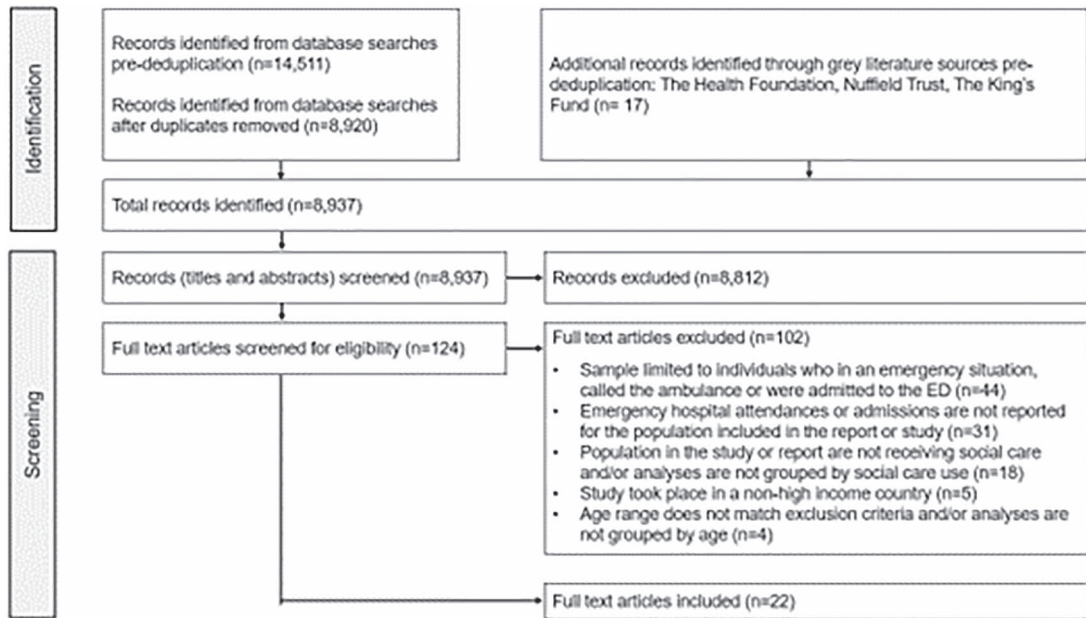 Identification
Records identified from database searches
pre-deduplication (n=14,511)
Records identified from database searches
after duplicates removed (n=8,920)
Additional records identified through grey literature sources pre-
deduplication: The Health Foundation, Nuffield Trust, The King's
Fund (n= 17)
Total records identified (n=8,937)
Screening
Records (titles and abstracts) screened (n=8,937)
Records excluded (n=8,812)
Full text articles screened for eligibility (n=124)
Full text articles excluded (n=102)
• Sample limited to individuals who in an emergency situation,
called the ambulance or were admitted to the ED (n=44)
• Emergency hospital attendances or admissions are not reported
for the population included in the report or study (n=31)
• Population in the study or report are not receiving social care
and/or analyses are not grouped by social care use (n=18)
• Study took place in a non-high income country (n=5)
• Age range does not match exclusion criteria and/or analyses are
not grouped by age (n=4)
Full text articles included (n=22)